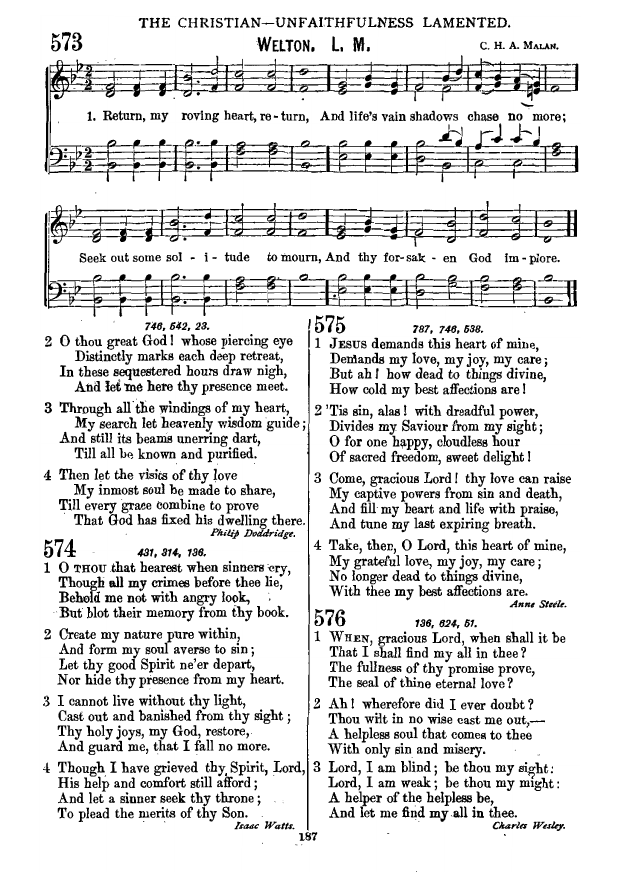 THE CHRISTIAN—UNFAITHFULNESS LAMENTED.
573
WELTON. L. M.
C. H. A. MALAN.
1. Return, my roving heart, re-turn, And life's vain shadows chase no more;
Seek out some sol - i - tude to mourn, And thy for-sak - en God im-plore.
746, 542, 23.
2 O thou great God! whose piercing eye
Distinctly marks each deep retreat,
In these sequestered hours draw nigh,
And let me here thy presence meet.
3 Through all the windings of my heart,
My search let heavenly wisdom guide;
And still its beams unerring dart,
Till all be known and purified.
4 Then let the visits of thy love
My inmost soul be made to share,
Till every grace combine to prove
That God has fixed his dwelling there.
Philip Doddridge.
574
431, 314, 136.
1 O THOU that hearest when sinners cry,
Though all my crimes before thee lie,
Behold me not with angry look,
But blot their memory from thy book.
2 Create my nature pure within,
And form my soul averse to sin;
Let thy good Spirit ne'er depart,
Nor hide thy presence from my heart.
3 I cannot live without thy light,
Cast out and banished from thy sight;
Thy holy joys, my God, restore,
And guard me, that I fall no more.
4 Though I have grieved thy Spirit, Lord,
His help and comfort still afford;
And let a sinner seek thy throne;
To plead the merits of thy Son.
Isaac Watts.
575
787, 746, 538.
1 JESUS demands this heart of mine,
Demands my love, my joy, my care;
But ah! how dead to things divine,
How cold my best affections are!
2 'Tis sin, alas! with dreadful power,
Divides my Saviour from my sight;
O for one happy, cloudless hour
Of sacred freedom, sweet delight!
3 Come, gracious Lord! thy love can raise
My captive powers from sin and death,
And fill my heart and life with praise,
And tune my last expiring breath.
4 Take, then, O Lord, this heart of mine,
My grateful love, my joy, my care;
No longer dead to things divine,
With thee my best affections are.
Anne Steele.
576
136, 624, 51.
1 WHEN, gracious Lord, when shall it be
That I shall find my all in thee?
The fullness of thy promise prove,
The seal of thine eternal love?
2 Ah! wherefore did I ever doubt?
Thou wilt in no wise cast me out,—
A helpless soul that comes to thee
With only sin and misery.
3 Lord, I am blind; be thou my sight:
Lord, I am weak; be thou my might:
A helper of the helpless be,
And let me find my all in thee.
Charles Wesley.
187